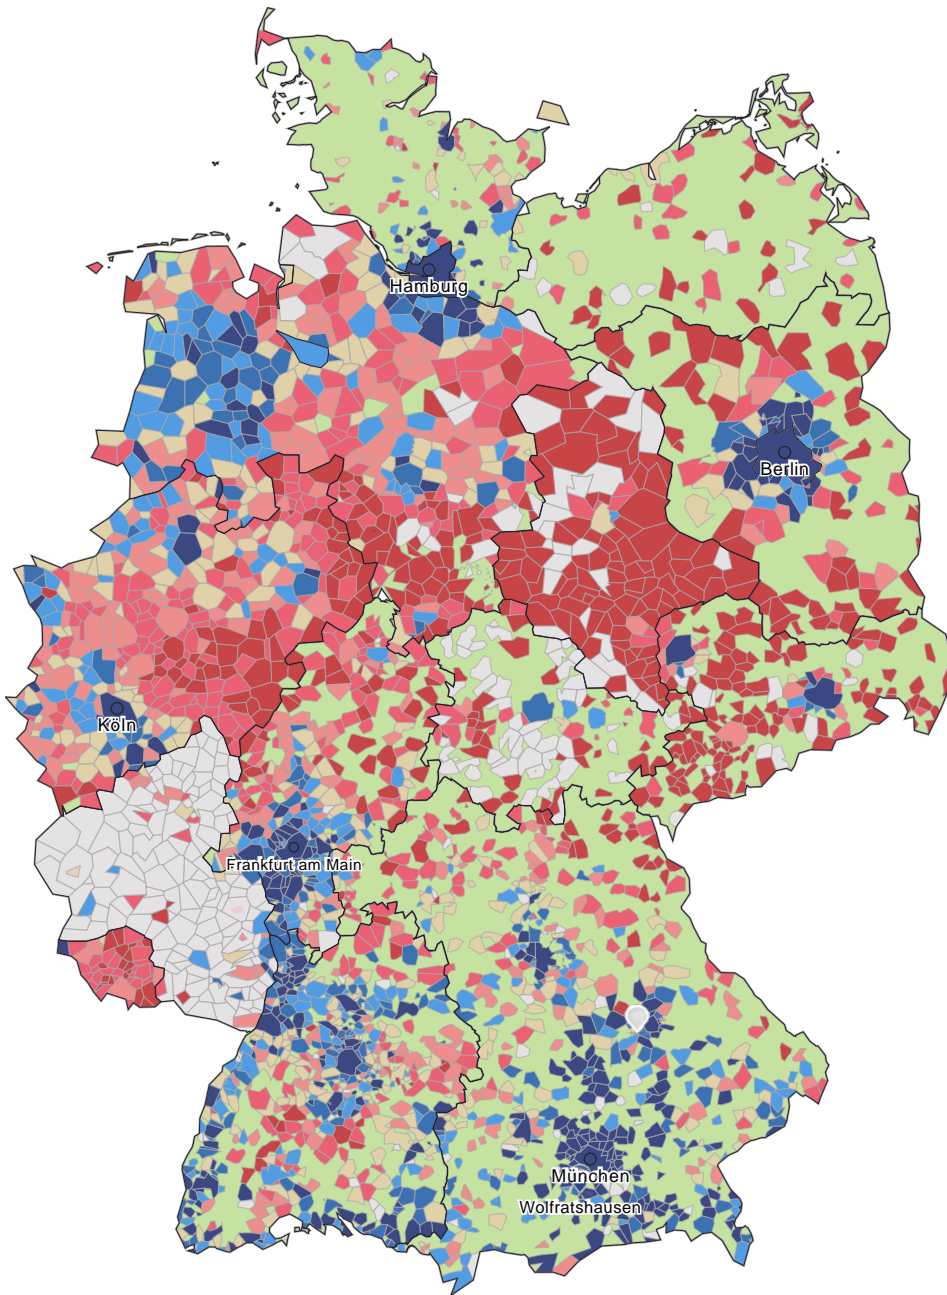 Hamburg
Berlin
Köln
Frankfurt am Main
München
Wolfratshausen